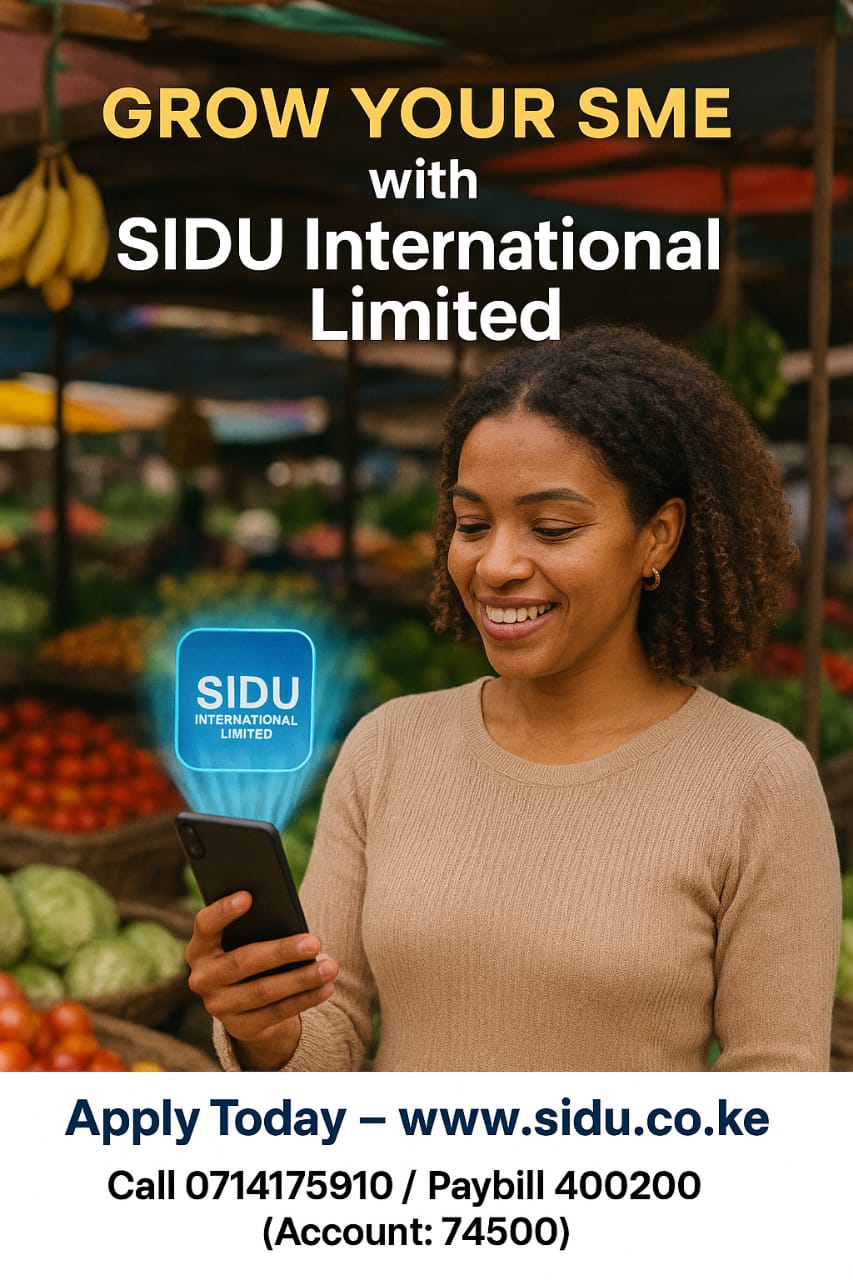 GROW YOUR SME
with
SIDU International
Limited
SIDU
INTERNATIONAL
LIMITED
Apply Today – www.sidu.co.ke
Call 0714175910 / Paybill 400200
(Account: 74500)